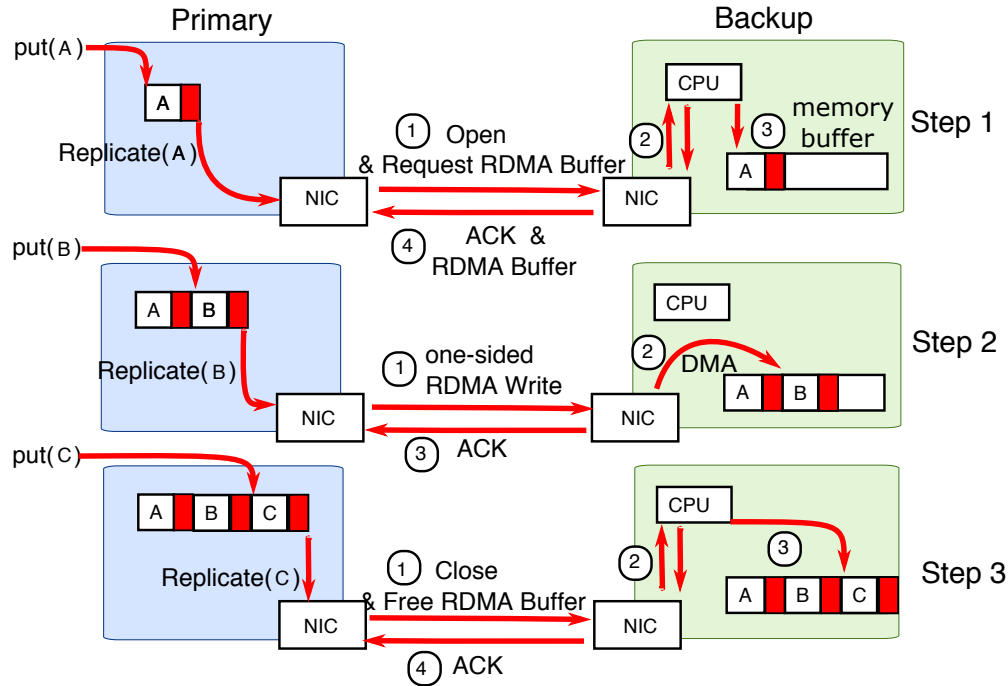 Primary
Backup
put(A)
A
Replicate(A)
NIC
1 Open
& Request RDMA Buffer
4 ACK &
RDMA Buffer
CPU
2
3 memory
buffer
A
NIC
Step 1
put(B)
A B
Replicate(B)
NIC
1 one-sided
RDMA Write
3 ACK
CPU
2
DMA
A B
NIC
Step 2
put(C)
A B C
Replicate(C)
NIC
1 Close
& Free RDMA Buffer
4 ACK
CPU
2
3
A B C
NIC
Step 3